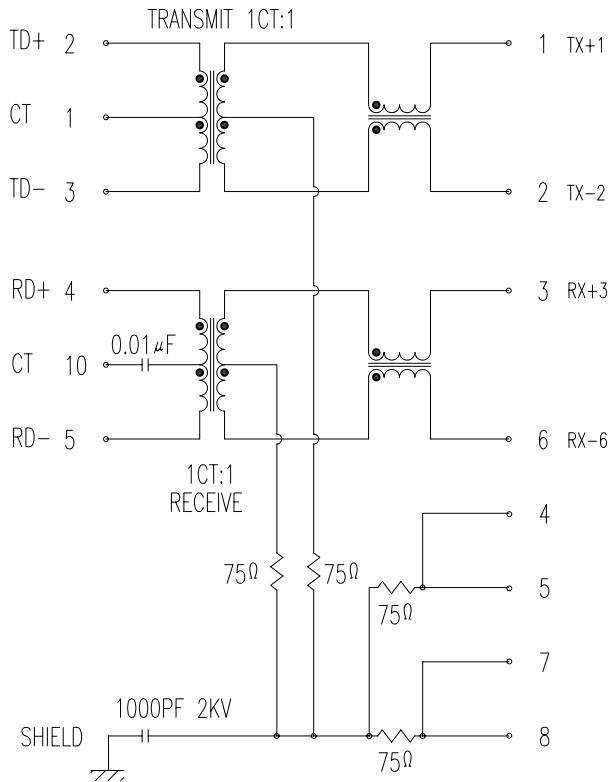 TRANSMIT 1CT:1
TD+ 2
1 TX+1
CT 1
TD- 3
2 TX-2
RD+ 4
3 RX+3
0.01μF
CT 10
RD- 5
6 RX-6
1CT:1
RECEIVE
4
75Ω
75Ω
5
75Ω
7
1000PF 2KV
SHIELD
8
75Ω